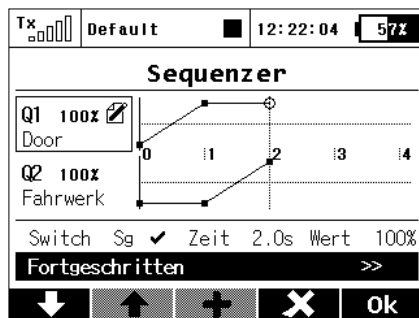 Tx Default 12:22:04 57%
Sequenzer
Q1 100%
Door
0 1 2 3 4
Q2 100%
Fahrwerk
Switch Sg ✔ Zeit 2.0s Wert 100%
Fortgeschritten >>
Ok